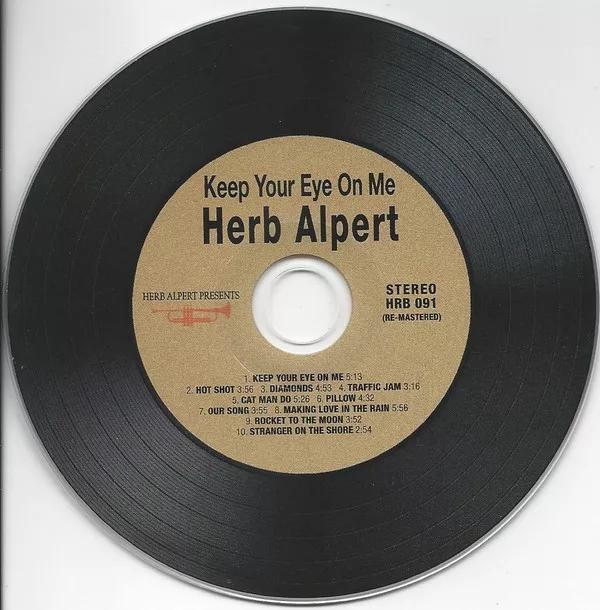 Keep Your Eye On Me
Herb Alpert
HERB ALPERT PRESENTS
STEREO
HRB 091
(RE-MASTERED)
1. KEEP YOUR EYE ON ME 5:13
2. HOT SHOT 3:56 3. DIAMONDS 4:53 4. TRAFFIC JAM 3:16
5. CAT MAN DO 5:26 6. PILLOW 4:32
7. OUR SONG 3:55 8. MAKING LOVE IN THE RAIN 5:56
9. ROCKET TO THE MOON 3:52
10. STRANGER ON THE SHORE 2:54